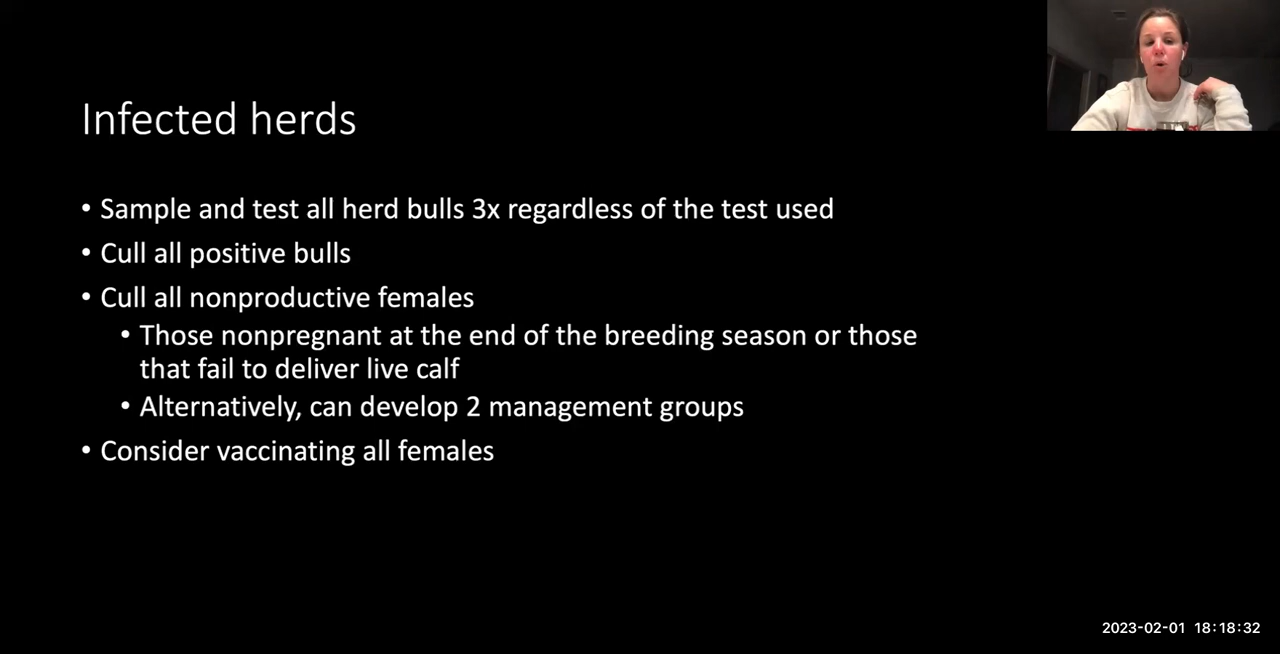 Infected herds
• Sample and test all herd bulls 3x regardless of the test used
• Cull all positive bulls
• Cull all nonproductive females
• Those nonpregnant at the end of the breeding season or those
that fail to deliver live calf
• Alternatively, can develop 2 management groups
• Consider vaccinating all females
2023-02-01 18:18:32